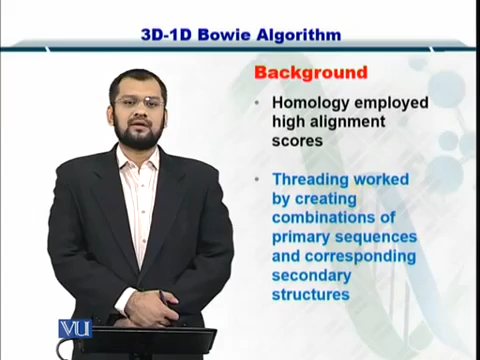 3D-1D Bowie Algorithm
Background
• Homology employed
high alignment
scores
• Threading worked
by creating
combinations of
primary sequences
and corresponding
secondary
structures
VU